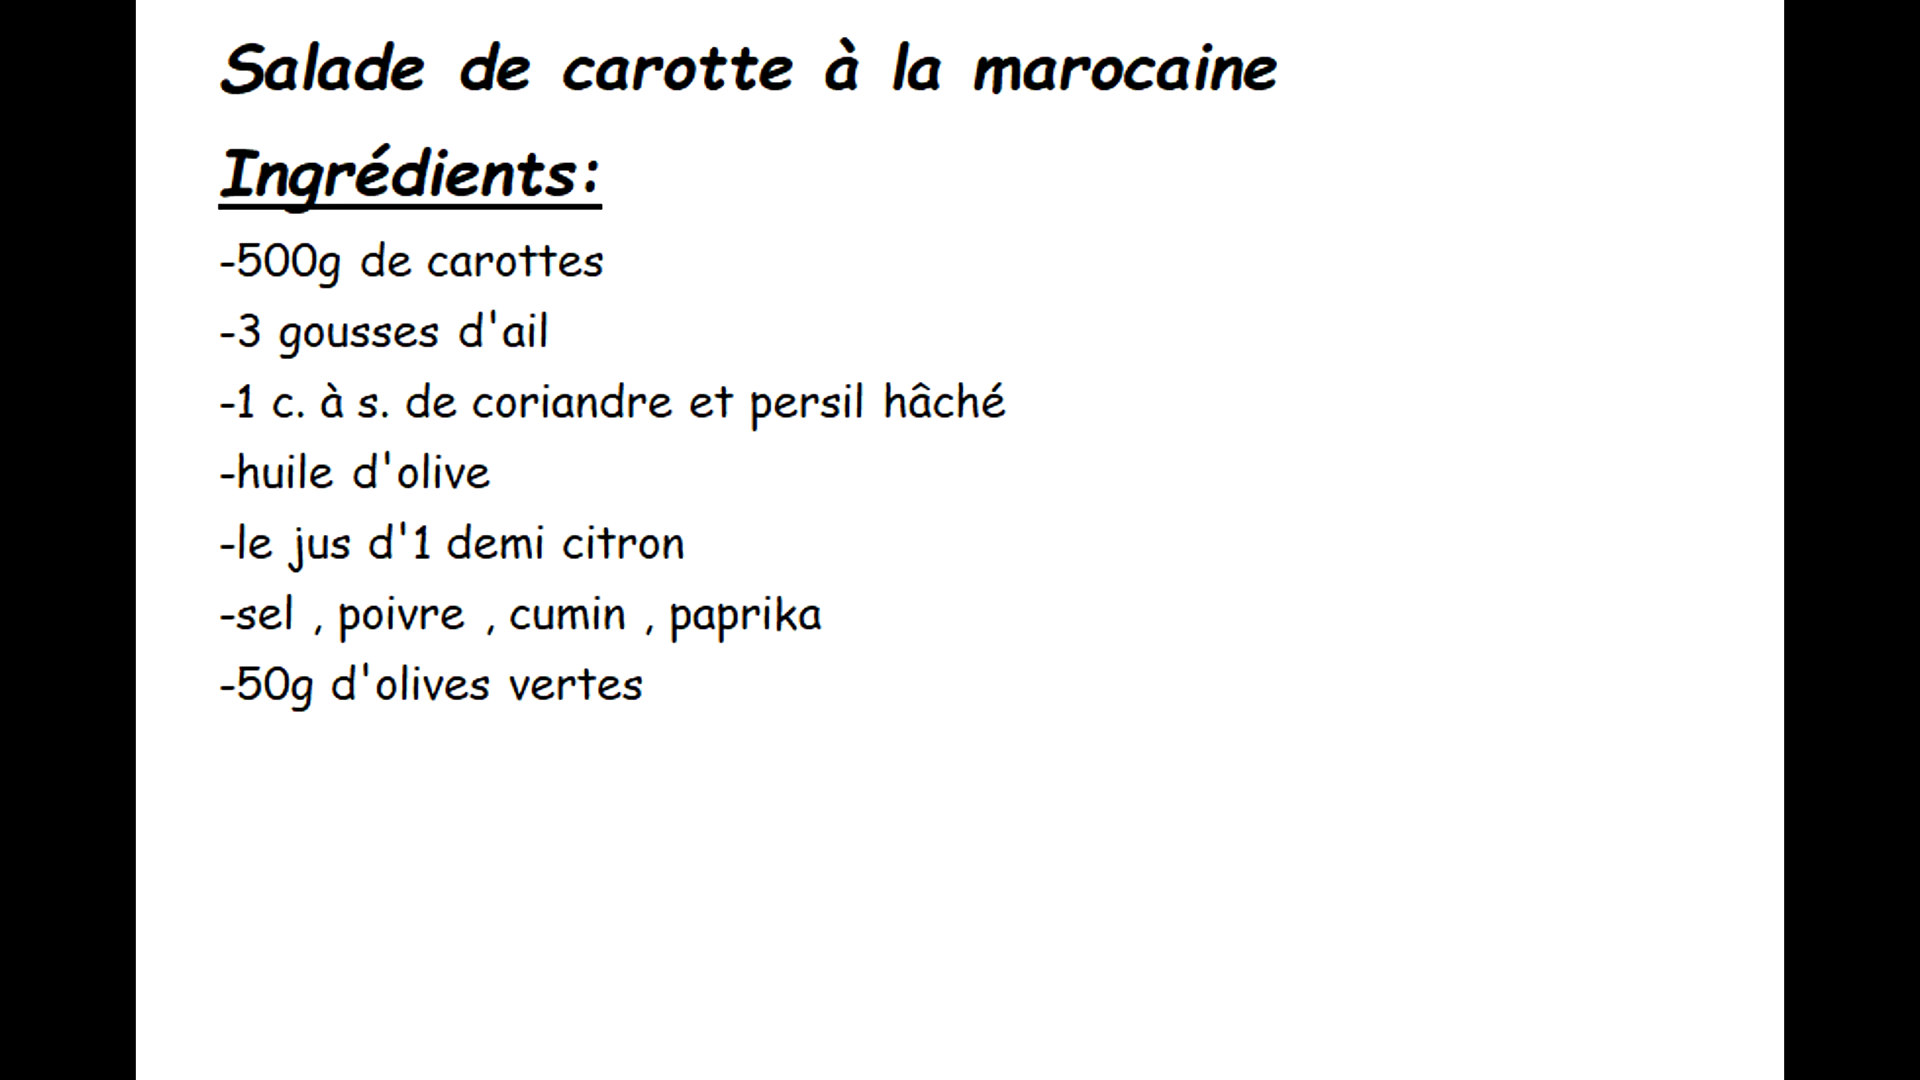 Salade de carotte à la marocaine
Ingrédients:
-500g de carottes
-3 gousses d'ail
-1 c. à s. de coriandre et persil hâché
-huile d'olive
-le jus d'1 demi citron
-sel , poivre , cumin , paprika
-50g d'olives vertes